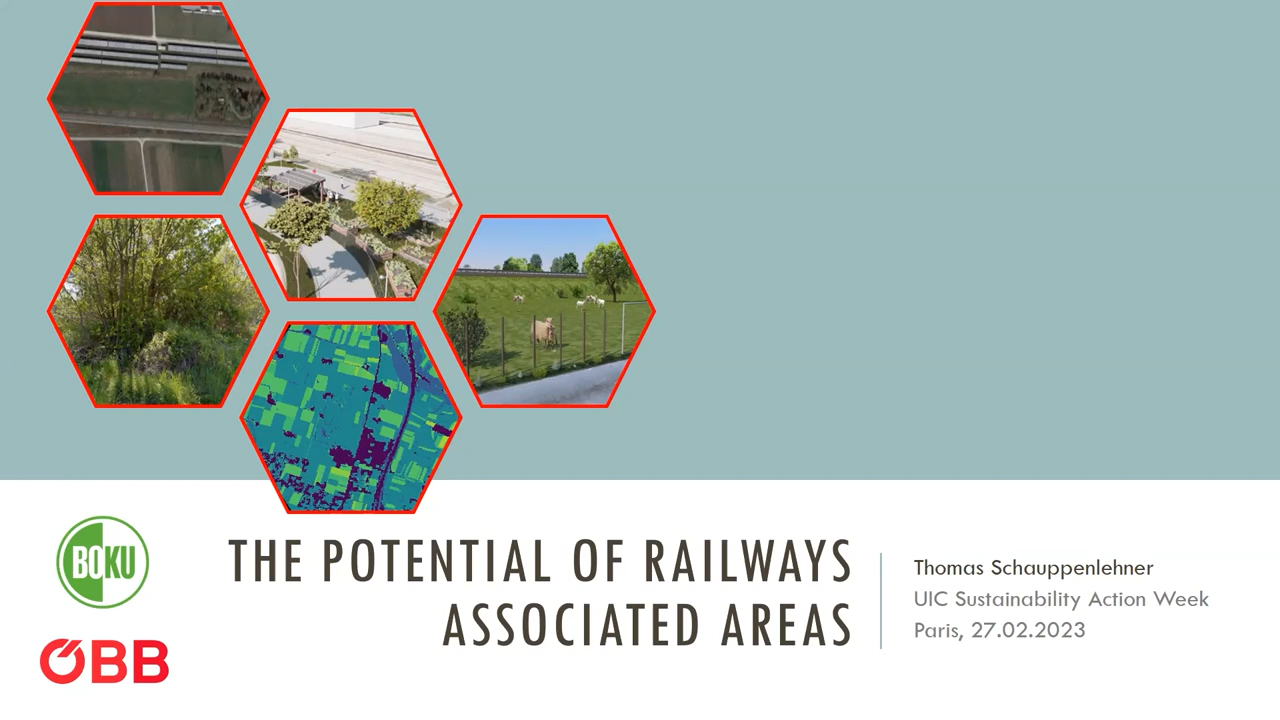 BOKU
ÖBB
THE POTENTIAL OF RAILWAYS
ASSOCIATED AREAS
Thomas Schauppenlehner
UIC Sustainability Action Week
Paris, 27.02.2023